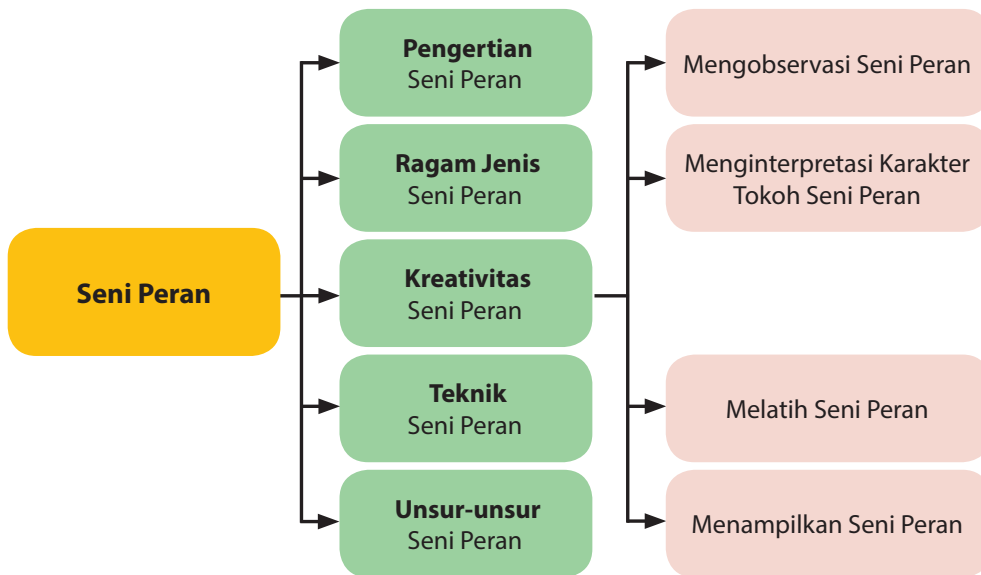 Seni Peran
Pengertian
Seni Peran
Ragam Jenis
Seni Peran
Kreativitas
Seni Peran
Teknik
Seni Peran
Unsur-unsur
Seni Peran
Mengobservasi Seni Peran
Menginterpretasi Karakter
Tokoh Seni Peran
Melatih Seni Peran
Menampilkan Seni Peran